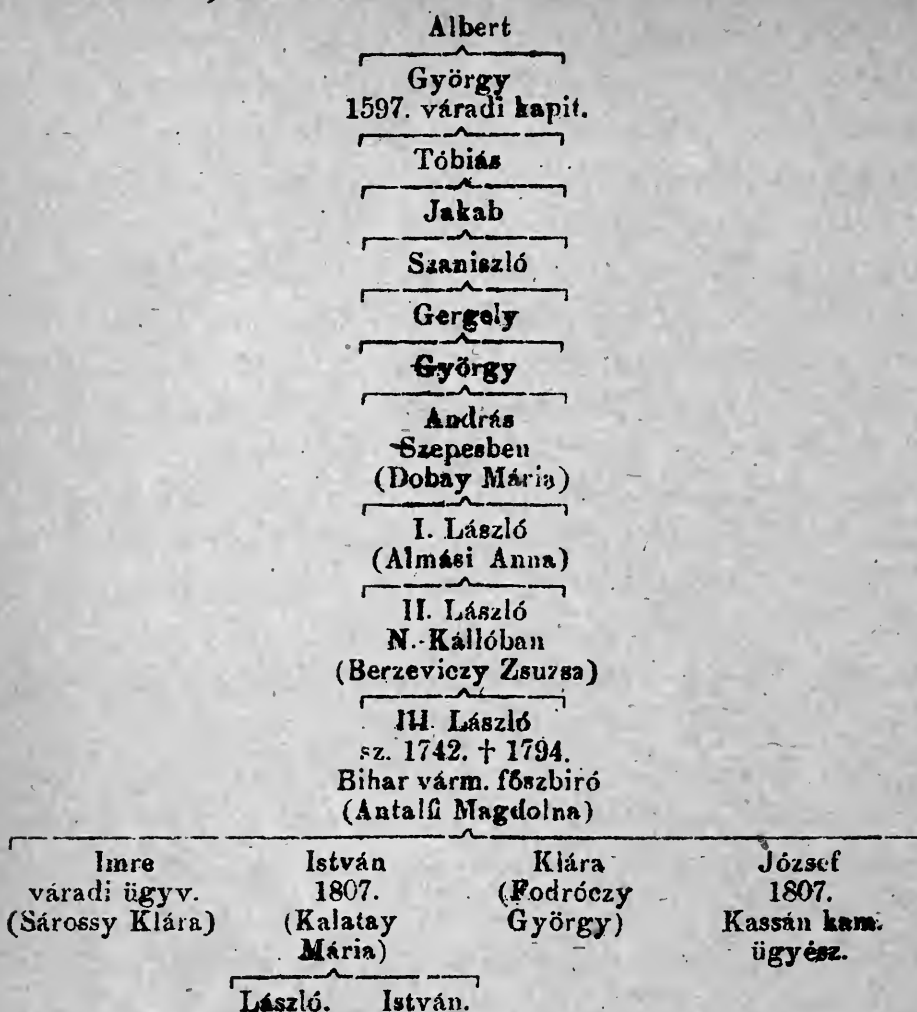 Albert
György
1597. váradi kapit.
Tóbiás
Jakab
Szaniszló
Gergely
György
András
Szepesben
(Dobay Mária)
I. László
(Almási Anna)
II. László
N.-Kállóban
(Berzeviczy Zsuzsa)
III. László
sz. 1742. † 1794.
Bihar várm. főszbiró
(Antalfi Magdolna)
Imre István Klára József
váradi ügyv. 1807. (Fodróczy 1807.
(Sárossy Klára) (Kalatay György) Kassán kam.
Mária) ügyész.
László. István.